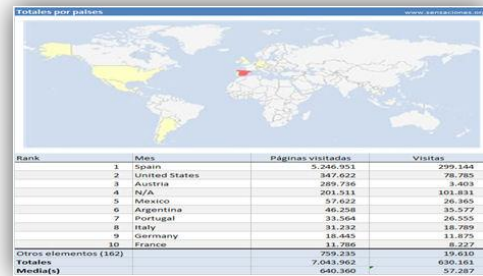 Totales por países www.sensaciones.org
Rank Mes Páginas visitadas Visitas
1 Spain 5.246.951 299.144
2 United States 347.622 78.785
3 Austria 289.736 3.403
4 N/A 201.511 101.831
5 Mexico 57.622 26.365
6 Argentina 46.258 35.577
7 Portugal 33.564 26.555
8 Italy 31.232 18.789
9 Germany 18.445 11.875
10 France 11.786 8.227
Otros elementos (162) 759.235 19.610
Totales 7.043.962 630.161
Media(s) 640.360 57.287